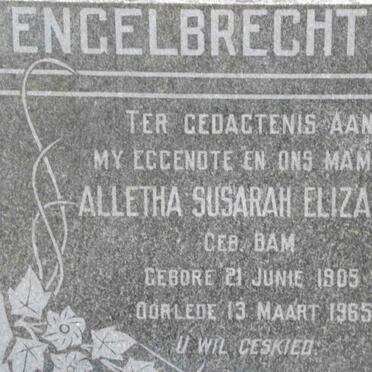 ENGELBRECHT
TER GEDAGTENIS AAN
MY EGGENOTE EN ONS MAM
ALLETHA SUSARAH ELIZA
GEB. BAM
GEBORE 21 JUNIE 1905
OORLEDE 13 MAART 1965
U WIL GESKIED.